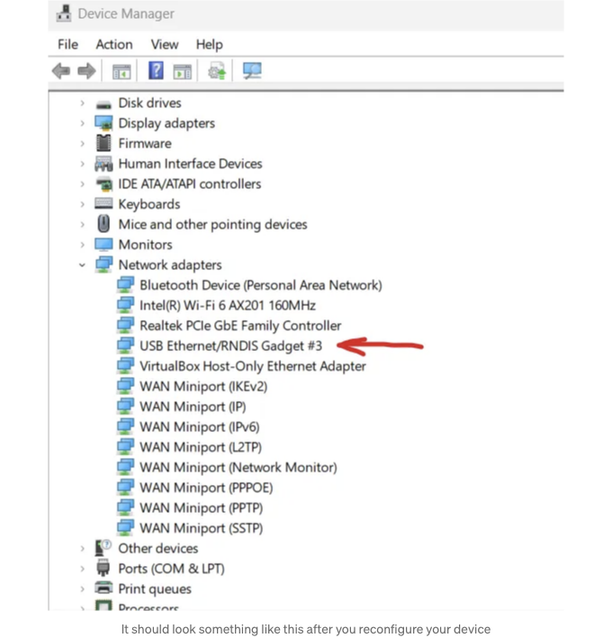 Device Manager
File Action View Help
Disk drives
Display adapters
Firmware
Human Interface Devices
IDE ATA/ATAPI controllers
Keyboards
Mice and other pointing devices
Monitors
Network adapters
Bluetooth Device (Personal Area Network)
Intel(R) Wi-Fi 6 AX201 160MHz
Realtek PCIe GbE Family Controller
USB Ethernet/RNDIS Gadget #3
VirtualBox Host-Only Ethernet Adapter
WAN Miniport (IKEv2)
WAN Miniport (IP)
WAN Miniport (IPv6)
WAN Miniport (L2TP)
WAN Miniport (Network Monitor)
WAN Miniport (PPPOE)
WAN Miniport (PPTP)
WAN Miniport (SSTP)
Other devices
Ports (COM & LPT)
Print queues
Processors
It should look something like this after you reconfigure your device